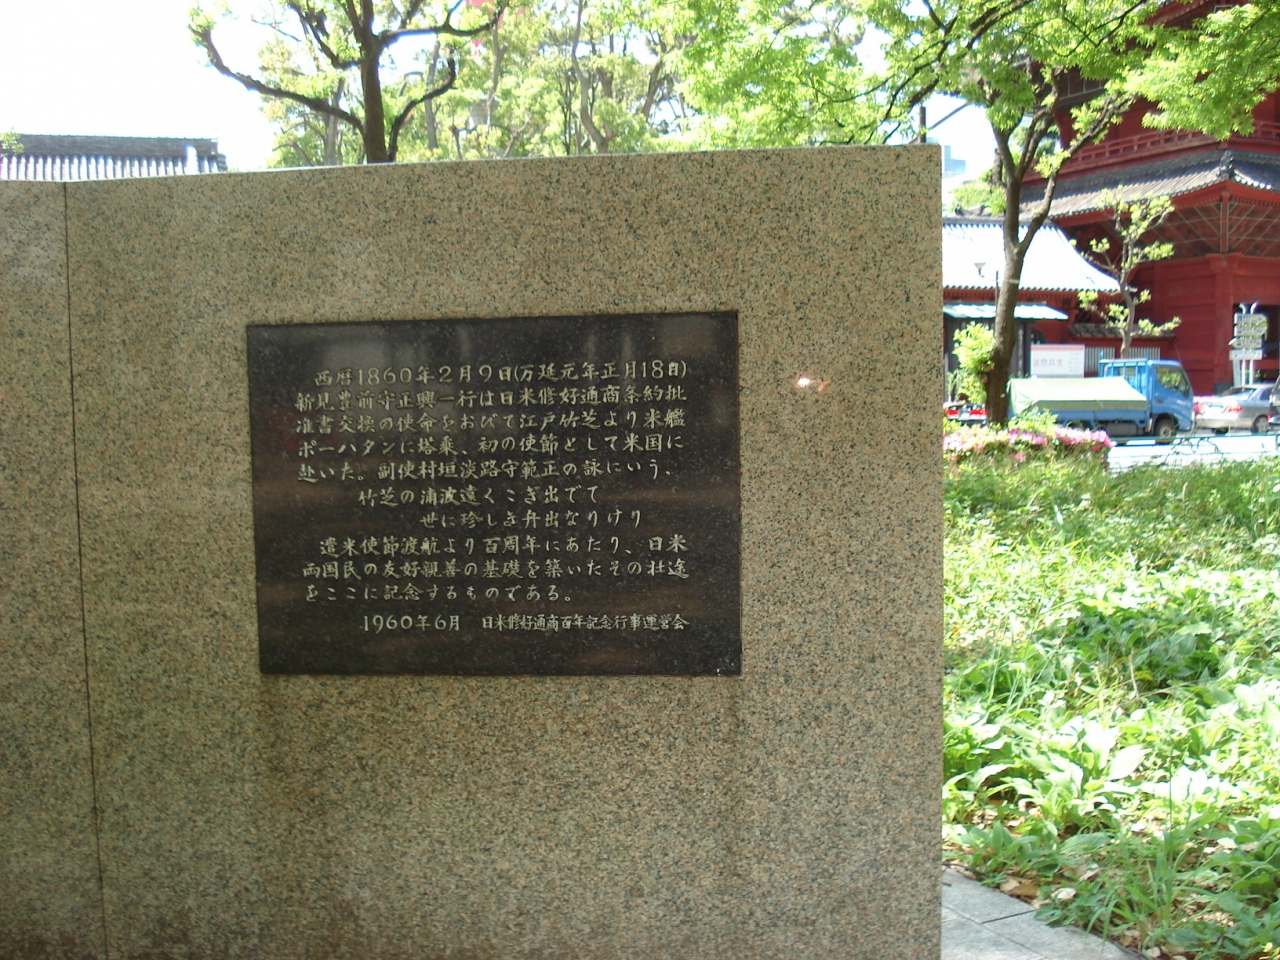 西暦1860年2月9日(万延元年正月18日)
新見豊前守正興一行は日米修好通商条約批
准書交換の使命をおびて江戸竹芝より米艦
ポーハタンに塔乗、初の使節として米国に
赴いた。副使村垣淡路守範正の詠にいう、
竹芝の浦波遠くこぎ出でて
世に珍しき舟出なりけり
遣米使節渡航より百周年にあたり、日米
両国民の友好親善の基礎を築いたその壮途
をここに記念するものである。
1960年6月 日米修好通商百年記念行事運営会